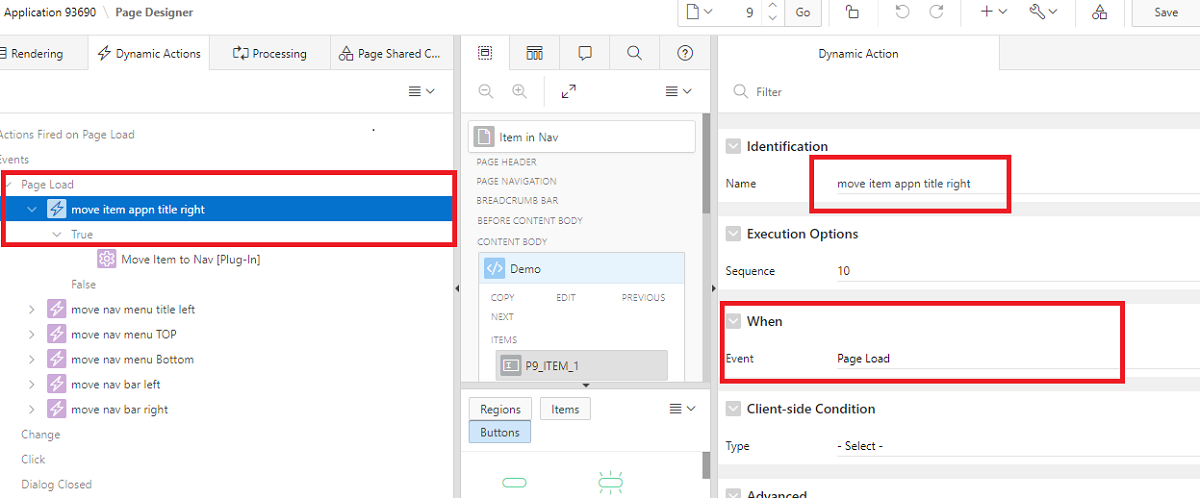 Application 93690 \ Page Designer
9 Go Save
Rendering Dynamic Actions Processing Page Shared C...
Actions Fired on Page Load
Events
Page Load
move item appn title right
True
Move Item to Nav [Plug-In]
False
move nav menu title left
move nav menu TOP
move nav menu Bottom
move nav bar left
move nav bar right
Change
Click
Dialog Closed
Item in Nav
PAGE HEADER
PAGE NAVIGATION
BREADCRUMB BAR
BEFORE CONTENT BODY
CONTENT BODY
Demo
COPY EDIT PREVIOUS
NEXT
ITEMS
P9_ITEM_1
Regions Items
Buttons
Dynamic Action
Filter
Identification
Name move item appn title right
Execution Options
Sequence 10
When
Event Page Load
Client-side Condition
Type - Select -
Advanced